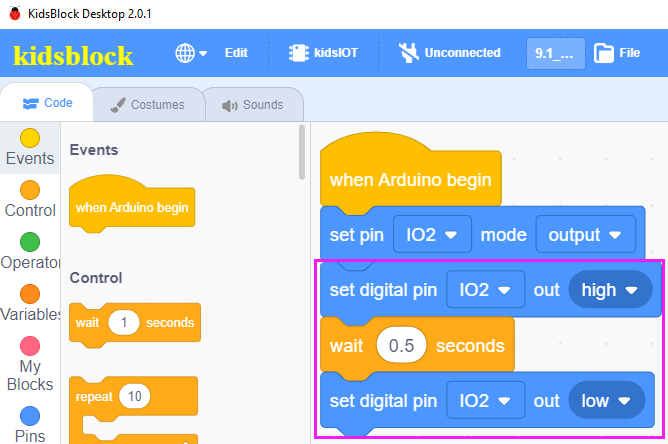 KidsBlock Desktop 2.0.1
kidsblock
Edit
kidsIOT
Unconnected
9.1_...
File
Code
Costumes
Sounds
Events
Control
Operator
Variables
My
Blocks
Pins
Events
when Arduino begin
Control
wait 1 seconds
repeat 10
when Arduino begin
set pin IO2 mode output
set digital pin IO2 out high
wait 0.5 seconds
set digital pin IO2 out low